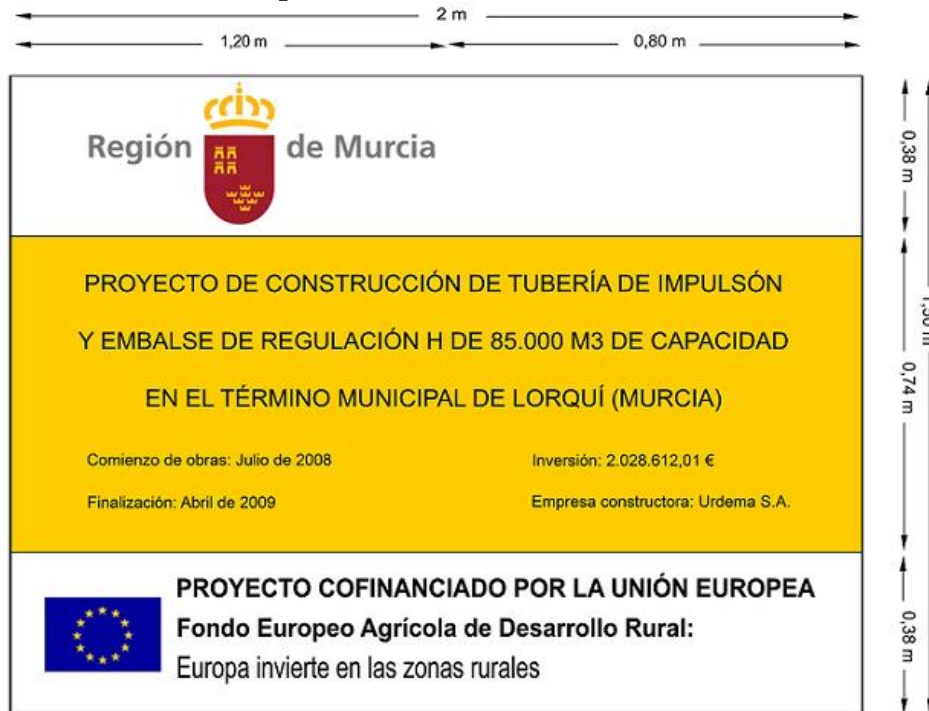 2 m
1,20 m
0,80 m
Región de Murcia
0,38 m
PROYECTO DE CONSTRUCCIÓN DE TUBERÍA DE IMPULSÓN
Y EMBALSE DE REGULACIÓN H DE 85.000 M3 DE CAPACIDAD
EN EL TÉRMINO MUNICIPAL DE LORQUÍ (MURCIA)
0,74 m
Comienzo de obras: Julio de 2008
Inversión: 2.028.612,01 €
Finalización: Abril de 2009
Empresa constructora: Urdema S.A.
PROYECTO COFINANCIADO POR LA UNIÓN EUROPEA
Fondo Europeo Agrícola de Desarrollo Rural:
Europa invierte en las zonas rurales
0,38 m